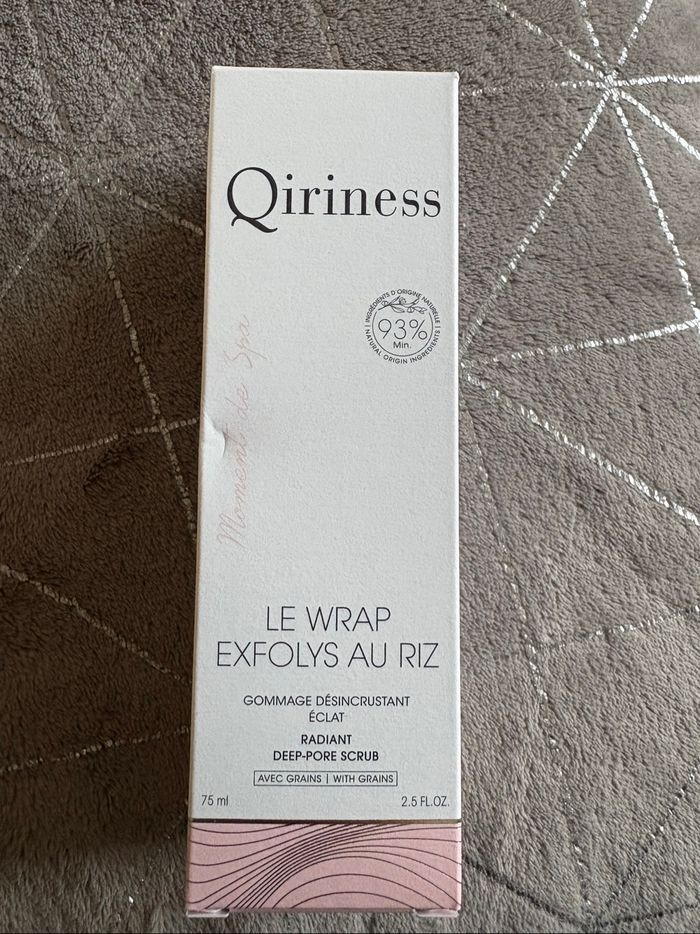 Qiriness
INGRÉDIENTS D'ORIGINE NATURELLE
93%
Min.
NATURAL ORIGIN INGREDIENTS
Moment de Spa
LE WRAP
EXFOLYS AU RIZ
GOMMAGE DÉSINCRUSTANT
ÉCLAT
RADIANT
DEEP-PORE SCRUB
AVEC GRAINS | WITH GRAINS
75 ml 2.5 FL.OZ.